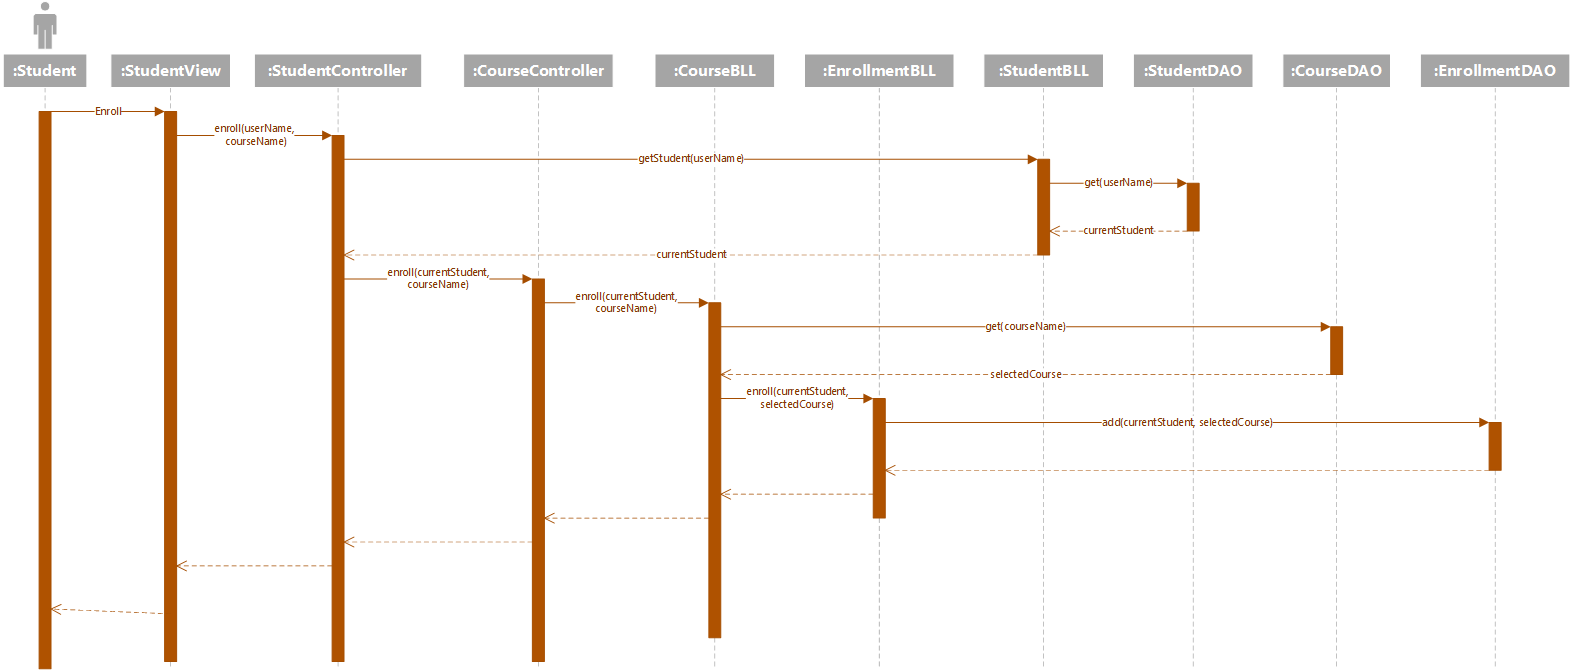 :Student
:StudentView
:StudentController
:CourseController
:CourseBLL
:EnrollmentBLL
:StudentBLL
:StudentDAO
:CourseDAO
:EnrollmentDAO
Enroll
enroll(userName,
courseName)
getStudent(userName)
get(userName)
currentStudent
currentStudent
enroll(currentStudent,
courseName)
enroll(currentStudent,
courseName)
get(courseName)
selectedCourse
enroll(currentStudent,
selectedCourse)
add(currentStudent, selectedCourse)